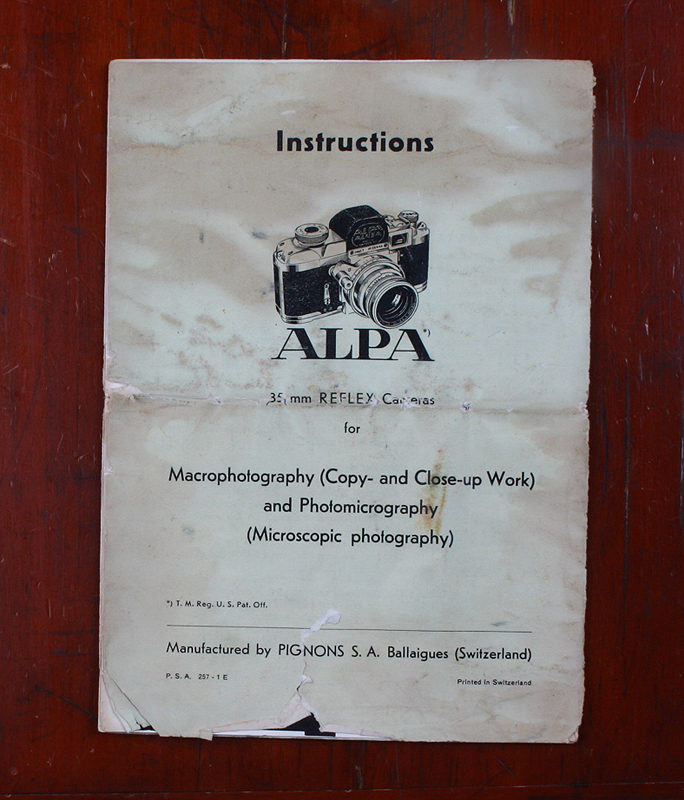 Instructions
ALPA
ALPA *)
35 mm REFLEX Cameras
for
Macrophotography (Copy- and Close-up Work)
and Photomicrography
(Microscopic photography)
*) T. M. Reg. U. S. Pat. Off.
Manufactured by PIGNONS S. A. Ballaigues (Switzerland)
P. S. A. 257 - 1 E
Printed in Switzerland